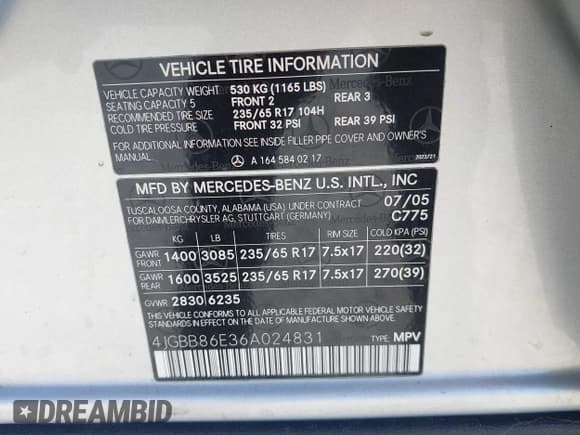 VEHICLE TIRE INFORMATION
VEHICLE CAPACITY WEIGHT 530 KG (1165 LBS)
SEATING CAPACITY 5 FRONT 2 REAR 3
RECOMMENDED TIRE SIZE 235/65 R17 104H
COLD TIRE PRESSURE FRONT 32 PSI REAR 39 PSI
FOR ADDITIONAL INFORMATION SEE INSIDE FILLER PIPE COVER AND OWNER'S
MANUAL. A 164 584 02 17
MFD BY MERCEDES-BENZ U.S. INTL., INC
TUSCALOOSA COUNTY, ALABAMA (USA) UNDER CONTRACT 07/05
FOR DAIMLERCHRYSLER AG, STUTTGART (GERMANY) C775
KG LB TIRES RIM SIZE COLD KPA (PSI)
GAWR FRONT 1400 3085 235/65 R17 7.5x17 220(32)
GAWR REAR 1600 3525 235/65 R17 7.5x17 270(39)
GVWR 2830 6235
THIS VEHICLE CONFORMS TO ALL APPLICABLE FEDERAL MOTOR VEHICLE SAFETY
STANDARDS IN EFFECT ON THE DATE OF MANUFACTURE SHOWN ABOVE.
4JGBB86E36A024831 TYPE: MPV
DREAMBID